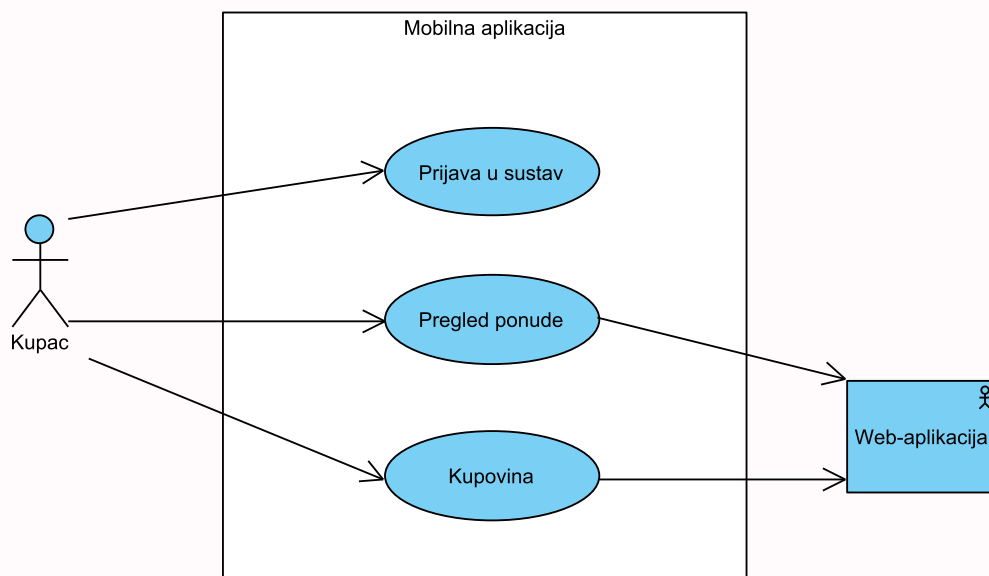 Mobilna aplikacija
Prijava u sustav
Kupac
Pregled ponude
Web-aplikacija
Kupovina